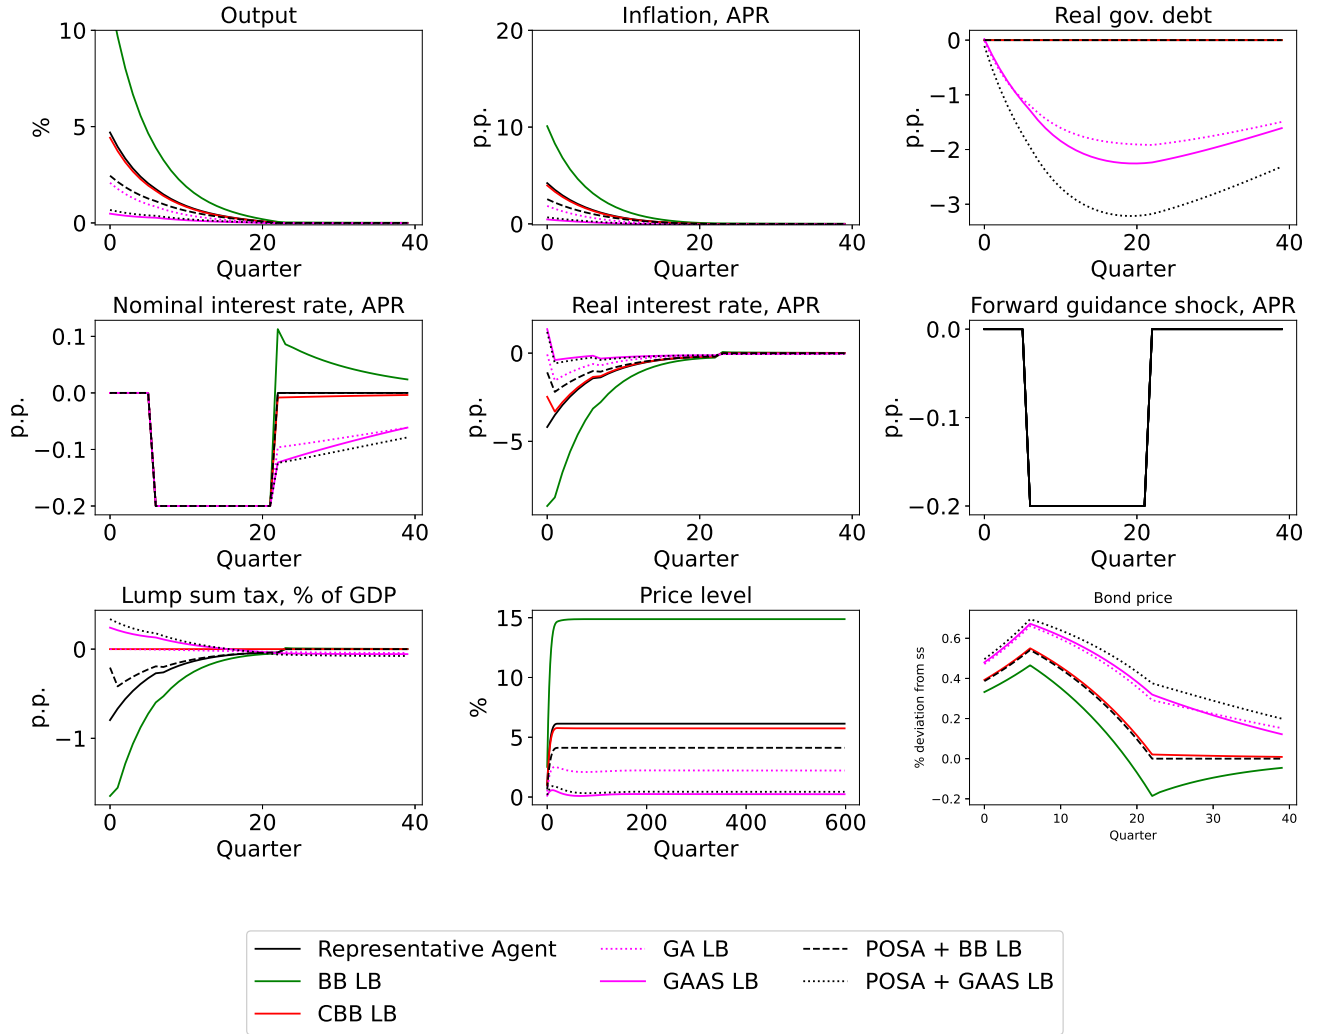 Output
Inflation, APR
Real gov. debt
10
5
0
%
0
20
40
Quarter
20
10
0
p.p.
0
20
40
Quarter
0
−1
−2
−3
p.p.
0
20
40
Quarter
Nominal interest rate, APR
Real interest rate, APR
Forward guidance shock, APR
0.1
0.0
−0.1
−0.2
p.p.
0
20
40
Quarter
0
−5
p.p.
0
20
40
Quarter
0.0
−0.1
−0.2
p.p.
0
20
40
Quarter
Lump sum tax, % of GDP
Price level
Bond price
0
−1
p.p.
0
20
40
Quarter
15
10
5
0
%
0
200
400
600
Quarter
0.6
0.4
0.2
0.0
−0.2
% deviation from ss
0
10
20
30
40
Quarter
Representative Agent
BB LB
CBB LB
GA LB
GAAS LB
POSA + BB LB
POSA + GAAS LB